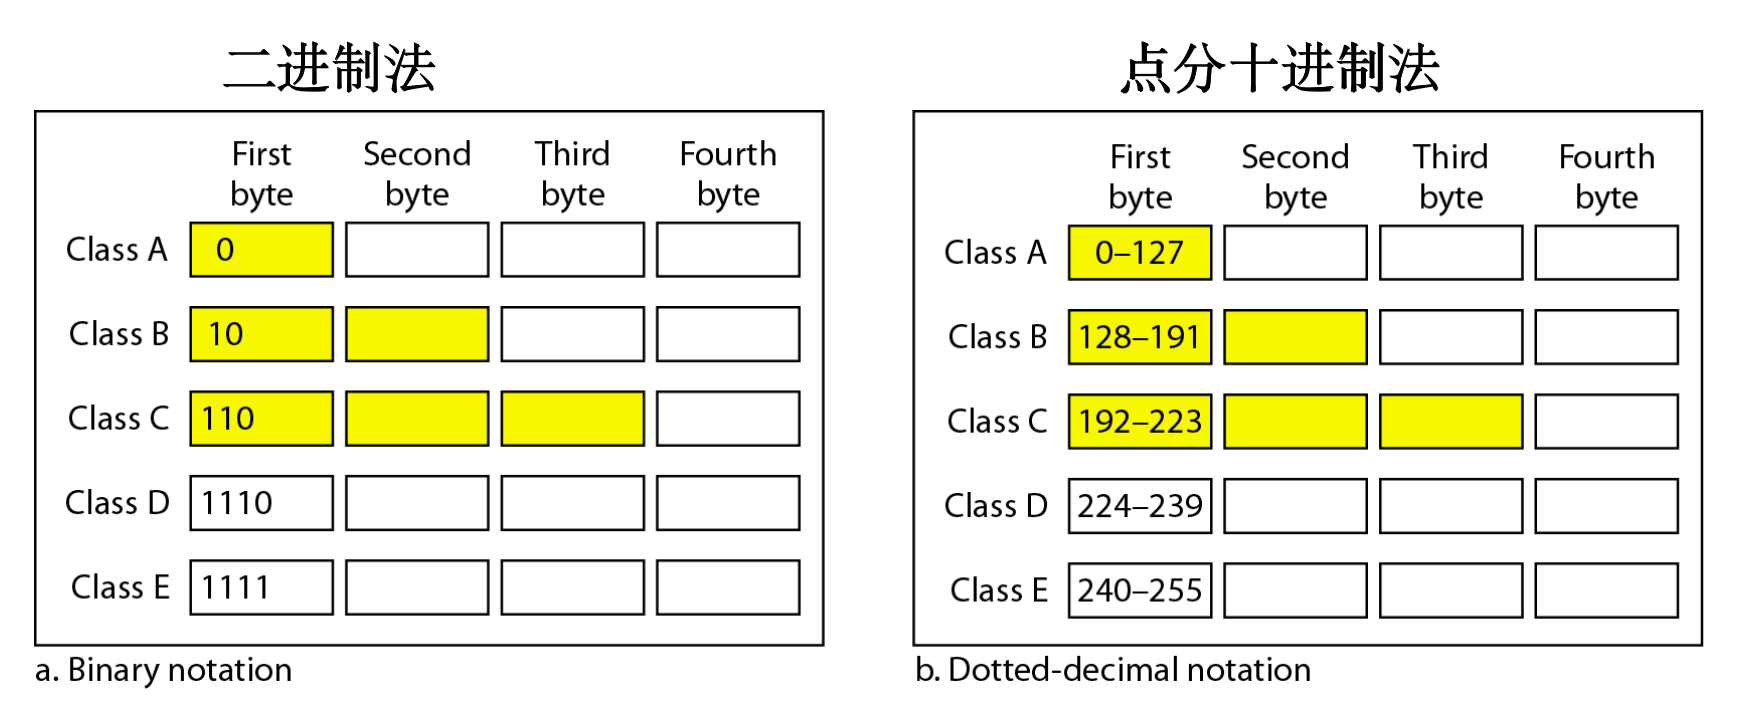 二进制法
First Second Third Fourth
byte byte byte byte
Class A 0
Class B 10
Class C 110
Class D 1110
Class E 1111
a. Binary notation
点分十进制法
First Second Third Fourth
byte byte byte byte
Class A 0–127
Class B 128–191
Class C 192–223
Class D 224–239
Class E 240–255
b. Dotted-decimal notation